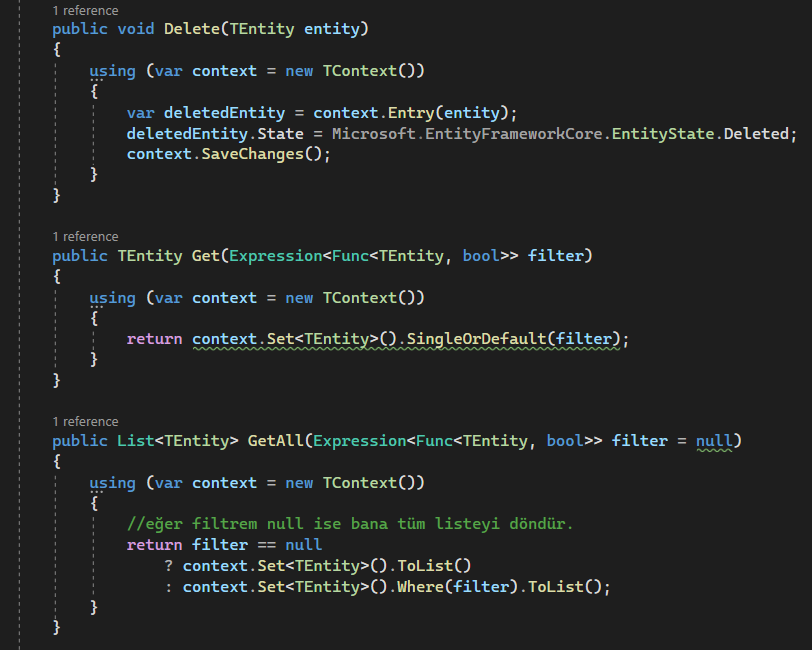 1 reference
public void Delete(TEntity entity)
{
using (var context = new TContext())
{
var deletedEntity = context.Entry(entity);
deletedEntity.State = Microsoft.EntityFrameworkCore.EntityState.Deleted;
context.SaveChanges();
}
}
1 reference
public TEntity Get(Expression<Func<TEntity, bool>> filter)
{
using (var context = new TContext())
{
return context.Set<TEntity>().SingleOrDefault(filter);
}
}
1 reference
public List<TEntity> GetAll(Expression<Func<TEntity, bool>> filter = null)
{
using (var context = new TContext())
{
//eğer filtrem null ise bana tüm listeyi döndür.
return filter == null
? context.Set<TEntity>().ToList()
: context.Set<TEntity>().Where(filter).ToList();
}
}